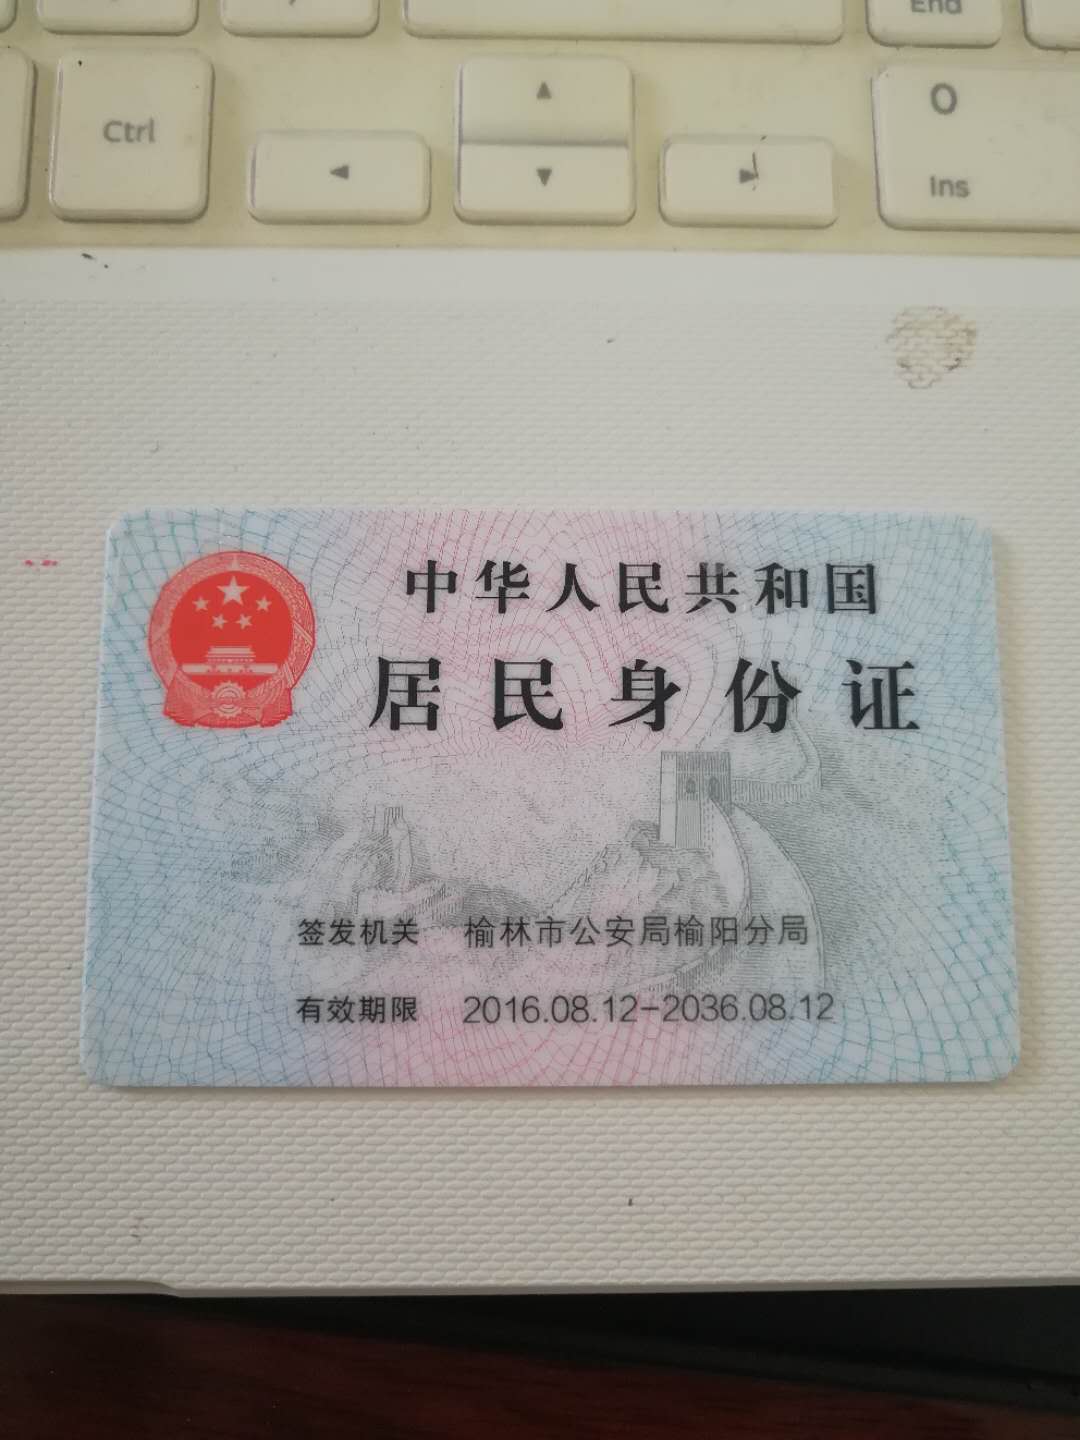 End
Ctrl
0
Ins
中华人民共和国
居民身份证
签发机关 榆林市公安局榆阳分局
有效期限 2016.08.12-2036.08.12